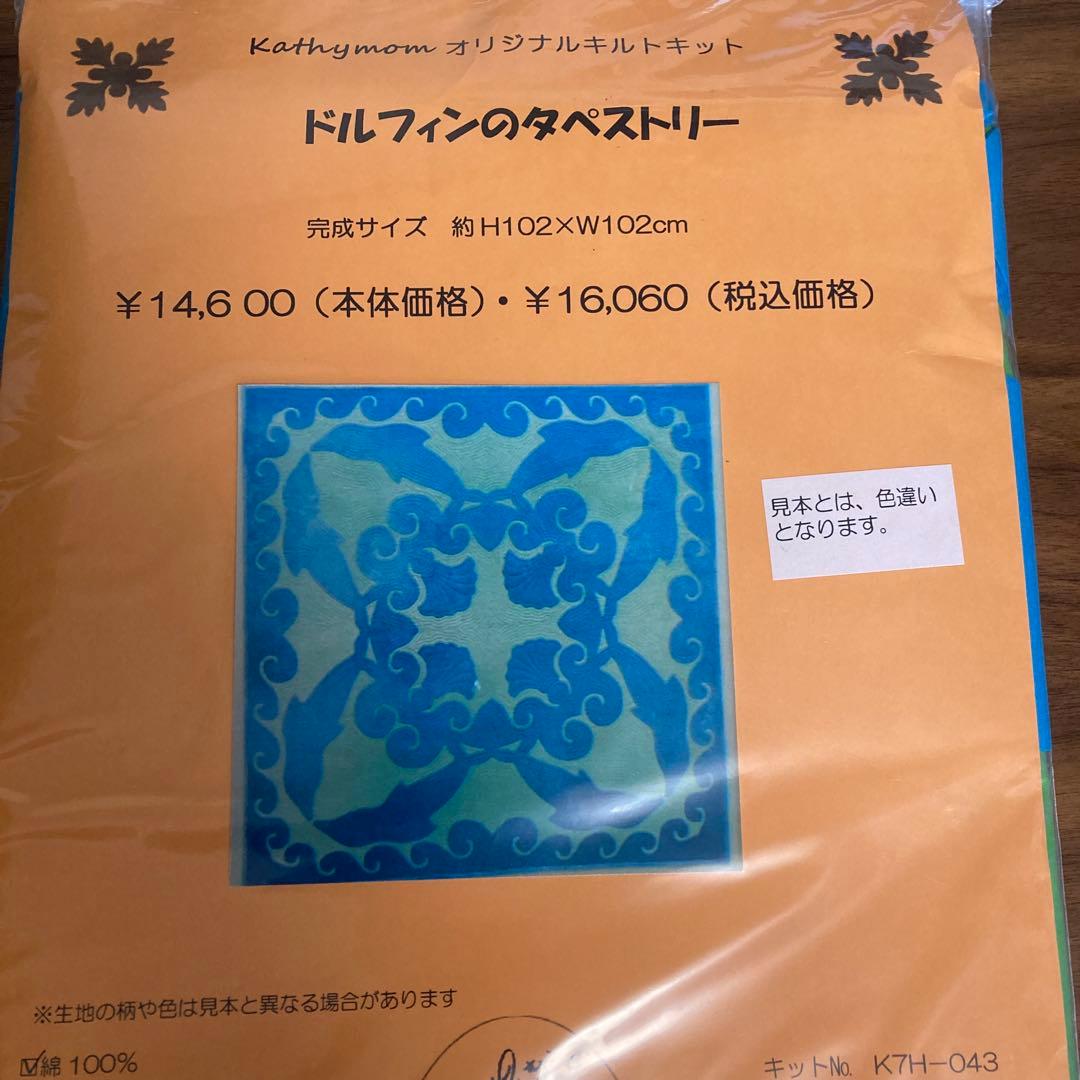 Kathymom オリジナルキルトキット
ドルフィンのタペストリー
完成サイズ 約H102×W102cm
¥14,6 00（本体価格）・¥16,060（税込価格）
見本とは、色違い
となります。
※生地の柄や色は見本と異なる場合があります
☑綿100%
キット№ K7H-043